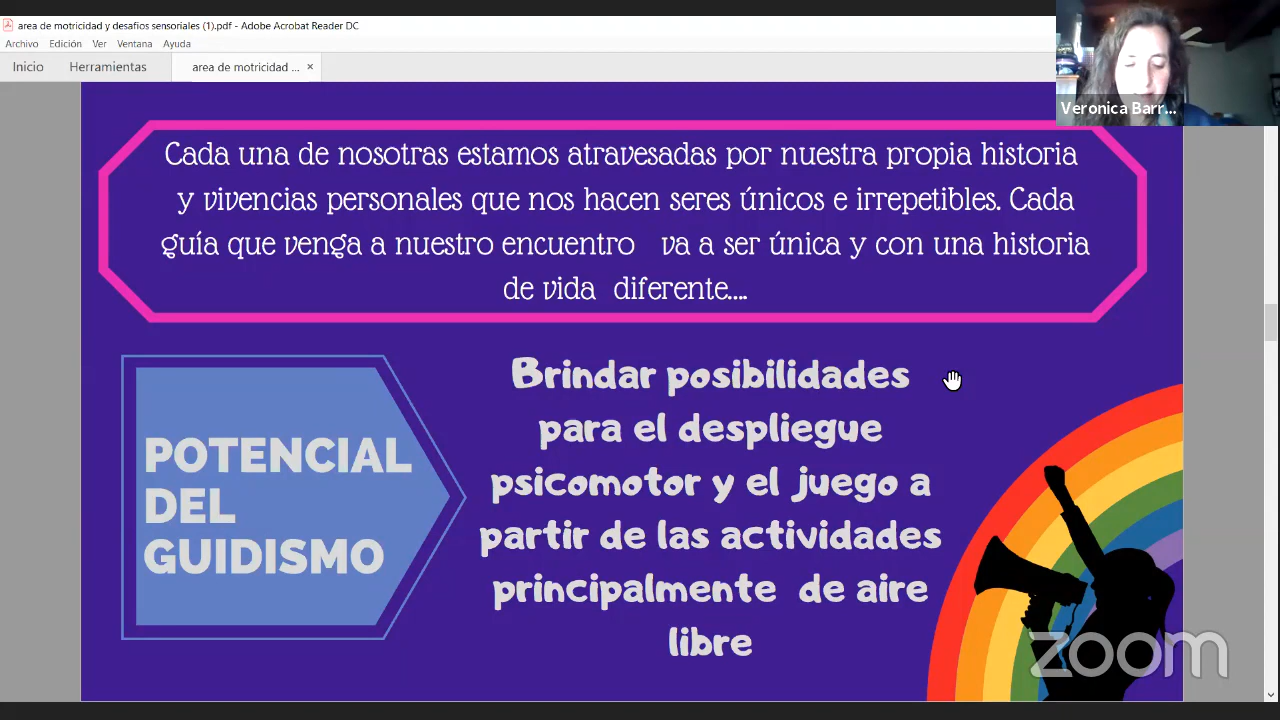 area de motricidad y desafios sensoriales (1).pdf - Adobe Acrobat Reader DC
Archivo Edición Ver Ventana Ayuda
Inicio Herramientas area de motricidad ... ×
Veronica Barr...
Cada una de nosotras estamos atravesadas por nuestra propia historia
y vivencias personales que nos hacen seres únicos e irrepetibles. Cada
guía que venga a nuestro encuentro va a ser única y con una historia
de vida diferente....
POTENCIAL
DEL
GUIDISMO
Brindar posibilidades
para el despliegue
psicomotor y el juego a
partir de las actividades
principalmente de aire
libre
zoom